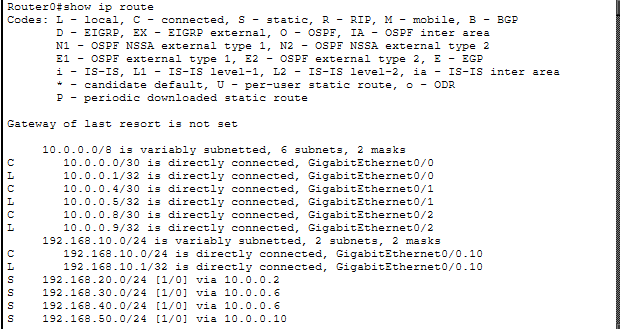 Router0#show ip route
Codes: L - local, C - connected, S - static, R - RIP, M - mobile, B - BGP
       D - EIGRP, EX - EIGRP external, O - OSPF, IA - OSPF inter area
       N1 - OSPF NSSA external type 1, N2 - OSPF NSSA external type 2
       E1 - OSPF external type 1, E2 - OSPF external type 2, E - EGP
       i - IS-IS, L1 - IS-IS level-1, L2 - IS-IS level-2, ia - IS-IS inter area
       * - candidate default, U - per-user static route, o - ODR
       P - periodic downloaded static route
Gateway of last resort is not set
     10.0.0.0/8 is variably subnetted, 6 subnets, 2 masks
C       10.0.0.0/30 is directly connected, GigabitEthernet0/0
L       10.0.0.1/32 is directly connected, GigabitEthernet0/0
C       10.0.0.4/30 is directly connected, GigabitEthernet0/1
L       10.0.0.5/32 is directly connected, GigabitEthernet0/1
C       10.0.0.8/30 is directly connected, GigabitEthernet0/2
L       10.0.0.9/32 is directly connected, GigabitEthernet0/2
     192.168.10.0/24 is variably subnetted, 2 subnets, 2 masks
C       192.168.10.0/24 is directly connected, GigabitEthernet0/0.10
L       192.168.10.1/32 is directly connected, GigabitEthernet0/0.10
S    192.168.20.0/24 [1/0] via 10.0.0.2
S    192.168.30.0/24 [1/0] via 10.0.0.6
S    192.168.40.0/24 [1/0] via 10.0.0.6
S    192.168.50.0/24 [1/0] via 10.0.0.10